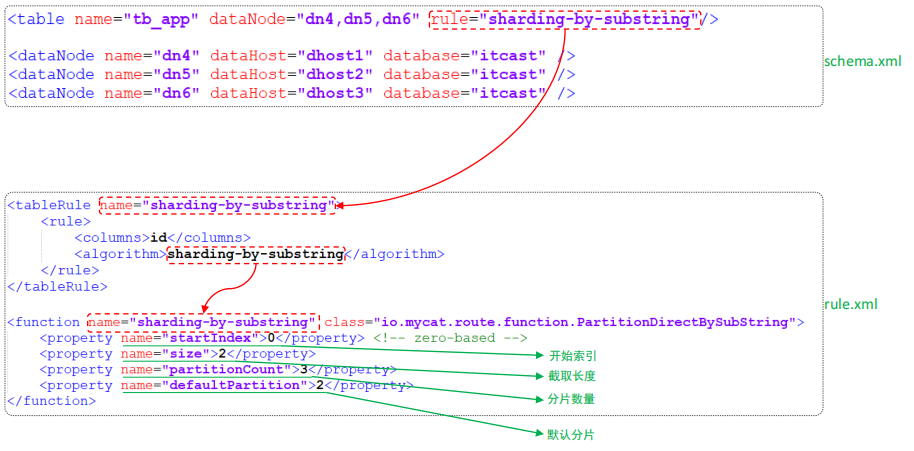 <table name="tb_app" dataNode="dn4,dn5,dn6" rule="sharding-by-substring"/>
<dataNode name="dn4" dataHost="dhost1" database="itcast" />
<dataNode name="dn5" dataHost="dhost2" database="itcast" />
<dataNode name="dn6" dataHost="dhost3" database="itcast" />
schema.xml
<tableRule name="sharding-by-substring">
<rule>
<columns>id</columns>
<algorithm>sharding-by-substring</algorithm>
</rule>
</tableRule>
rule.xml
<function name="sharding-by-substring" class="io.mycat.route.function.PartitionDirectBySubString">
<property name="startIndex">0</property> <!-- zero-based -->
<property name="size">2</property>
<property name="partitionCount">3</property>
<property name="defaultPartition">2</property>
</function>
开始索引
截取长度
分片数量
默认分片